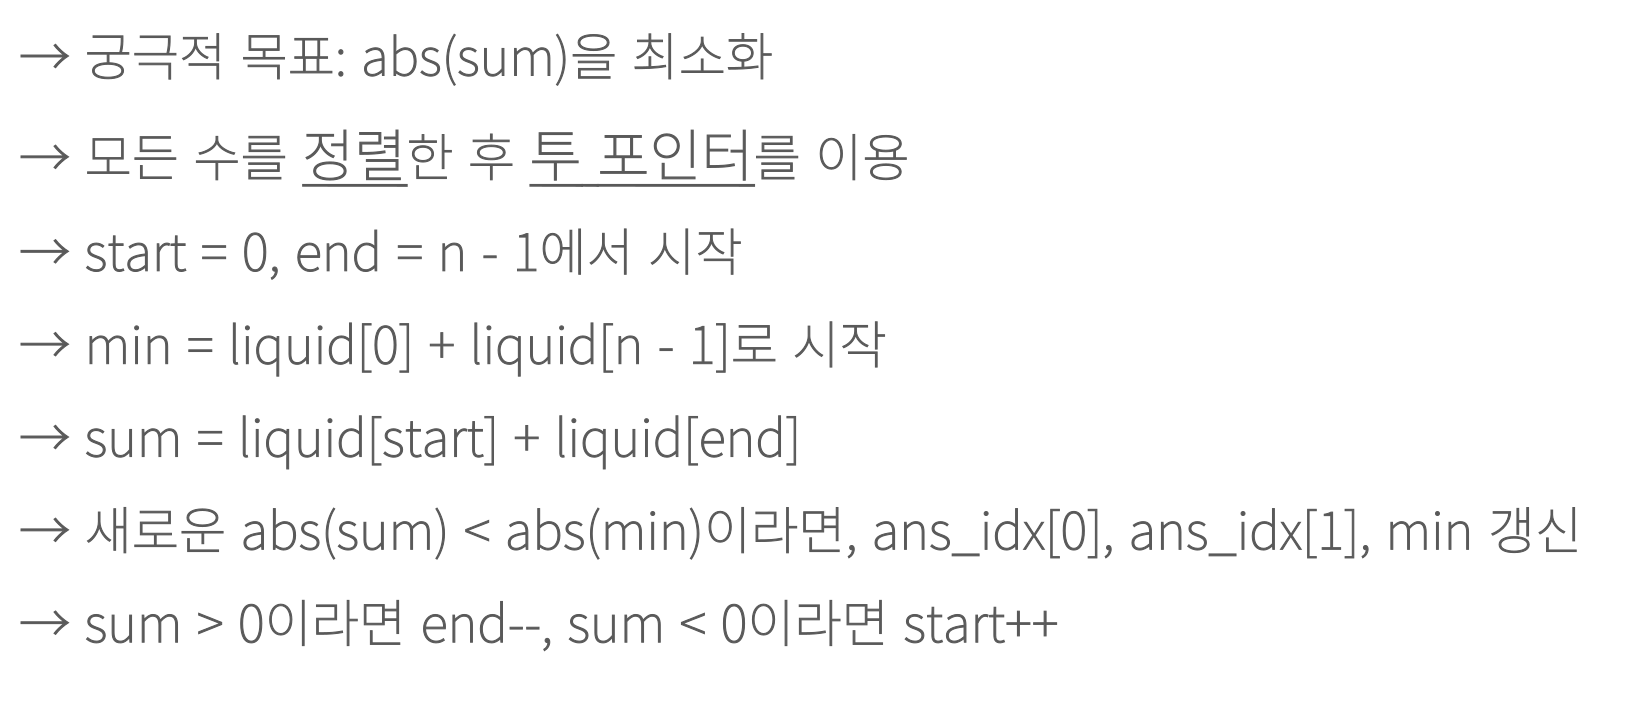 → 궁극적 목표: abs(sum)을 최소화
→ 모든 수를 정렬한 후 투 포인터를 이용
→ start = 0, end = n - 1에서 시작
→ min = liquid[0] + liquid[n - 1]로 시작
→ sum = liquid[start] + liquid[end]
→ 새로운 abs(sum) < abs(min)이라면, ans_idx[0], ans_idx[1], min 갱신
→ sum > 0이라면 end--, sum < 0이라면 start++